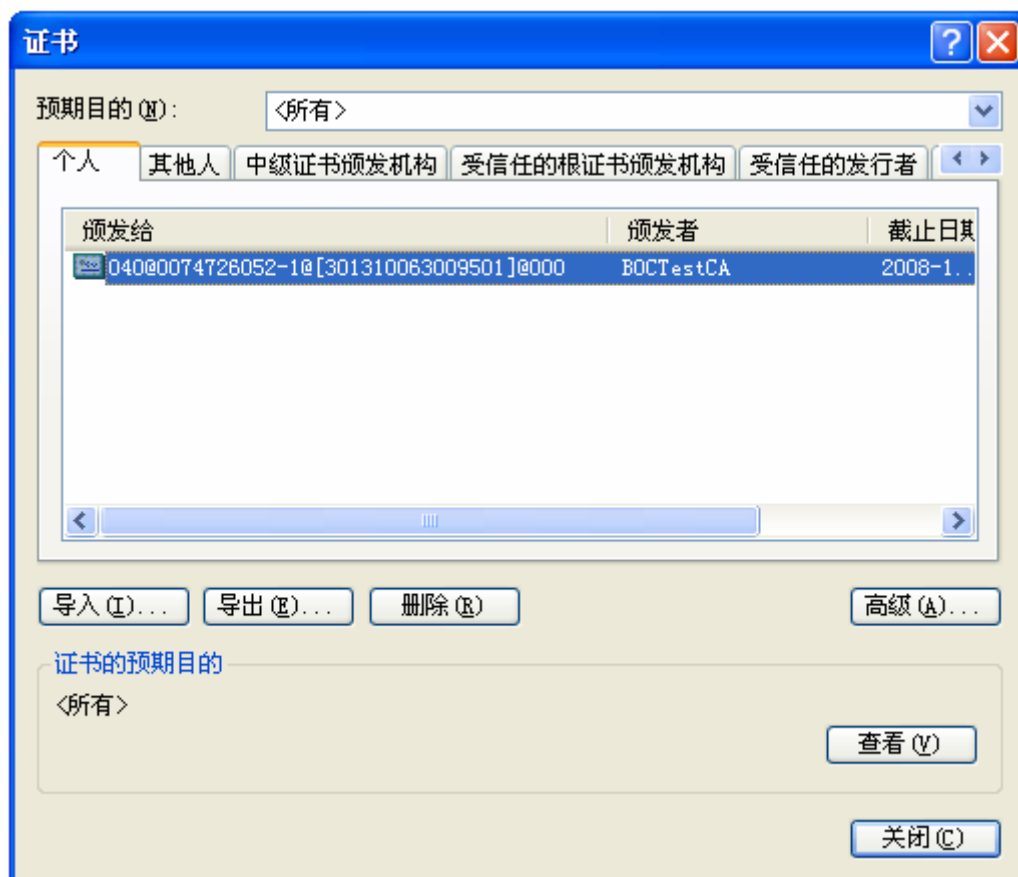 证书
预期目的(N): <所有>
个人 其他人 中级证书颁发机构 受信任的根证书颁发机构 受信任的发行者
颁发给 颁发者 截止日期
040@0074726052-1@[301310063009501]@000 BOCTestCA 2008-1..
导入(I)... 导出(E)... 删除(R) 高级(A)...
证书的预期目的
<所有>
查看(V)
关闭(C)